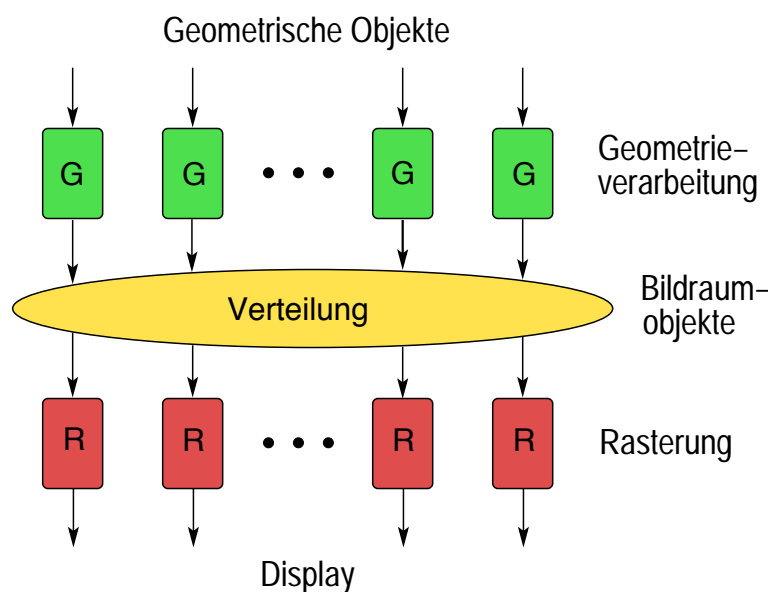 Geometrische Objekte
G G • • • G G
Geometrie–
verarbeitung
Verteilung
Bildraum–
objekte
R R • • • R R
Rasterung
Display